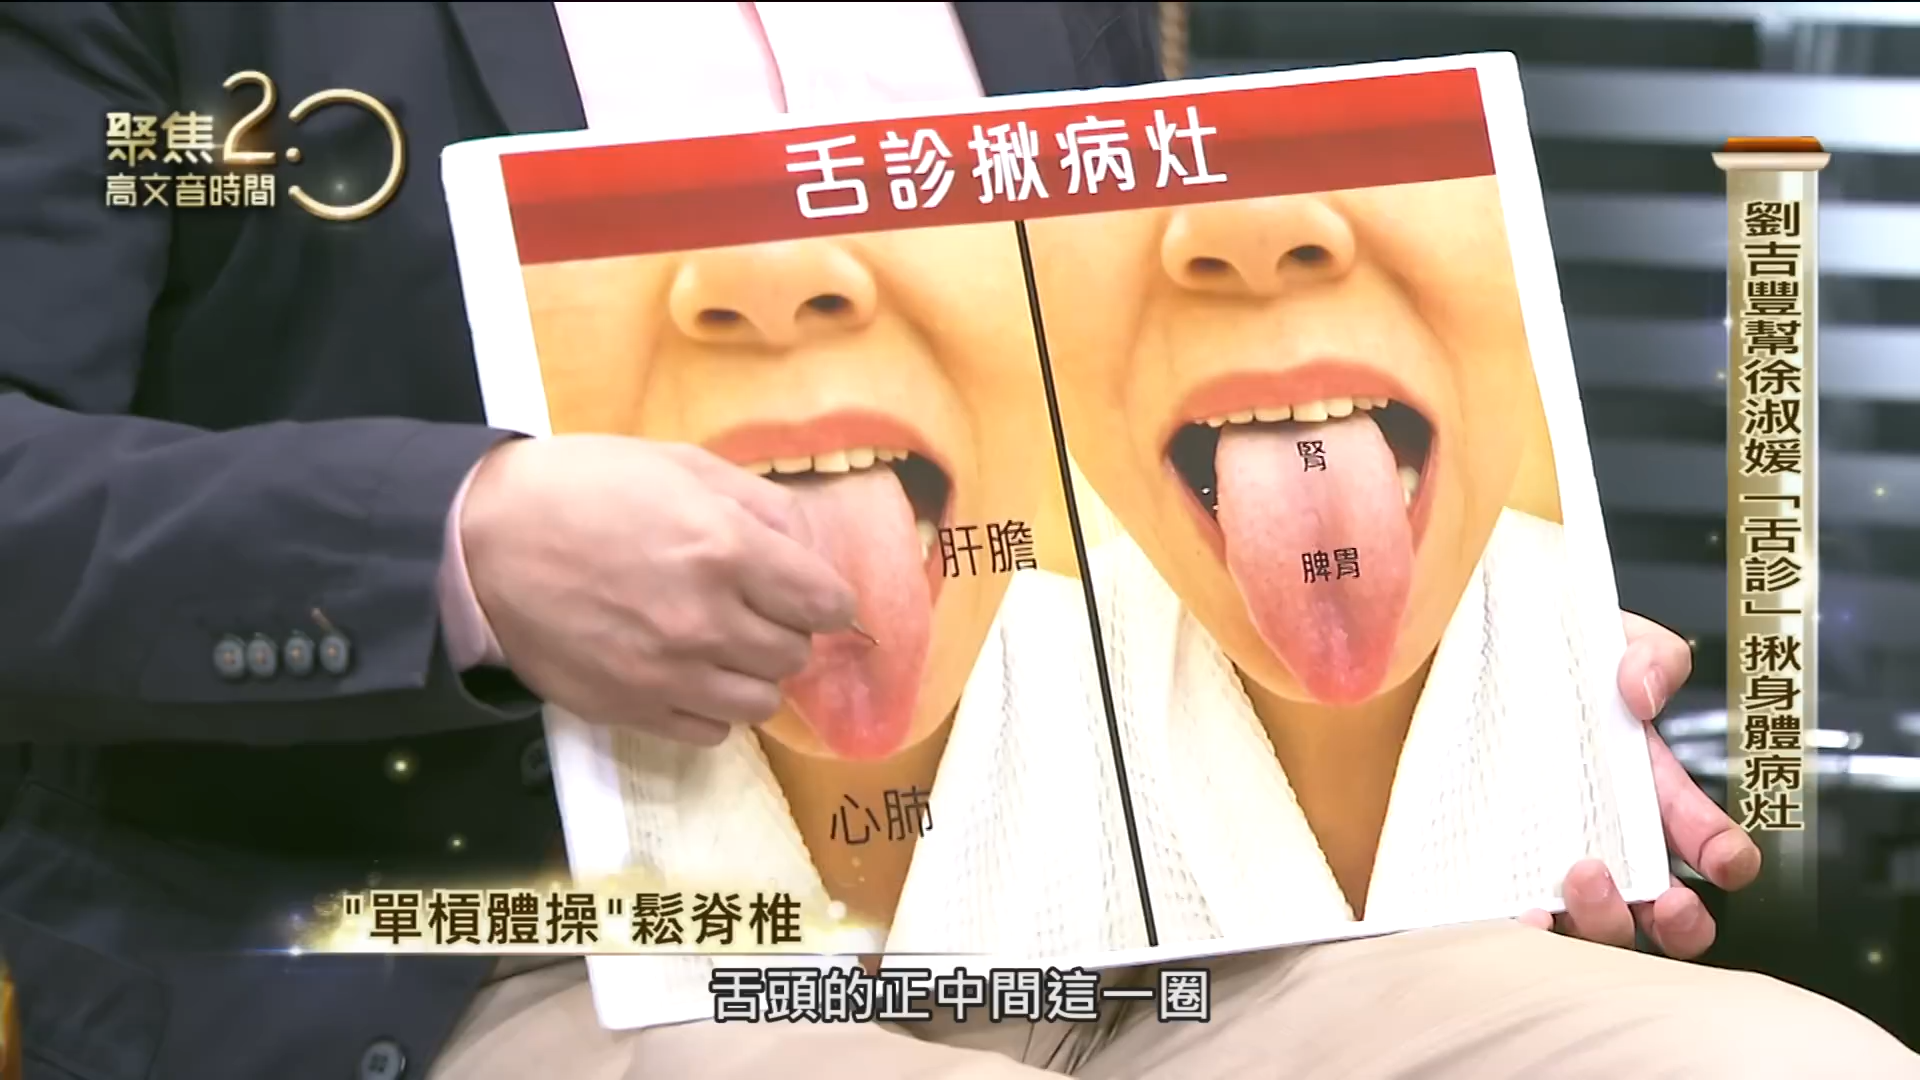 聚焦2.0
高文音時間
舌診揪病灶
肝膽
心肺
腎
脾胃
劉吉豐幫徐淑媛「舌診」揪身體病灶
"單槓體操"鬆脊椎
舌頭的正中間這一圈